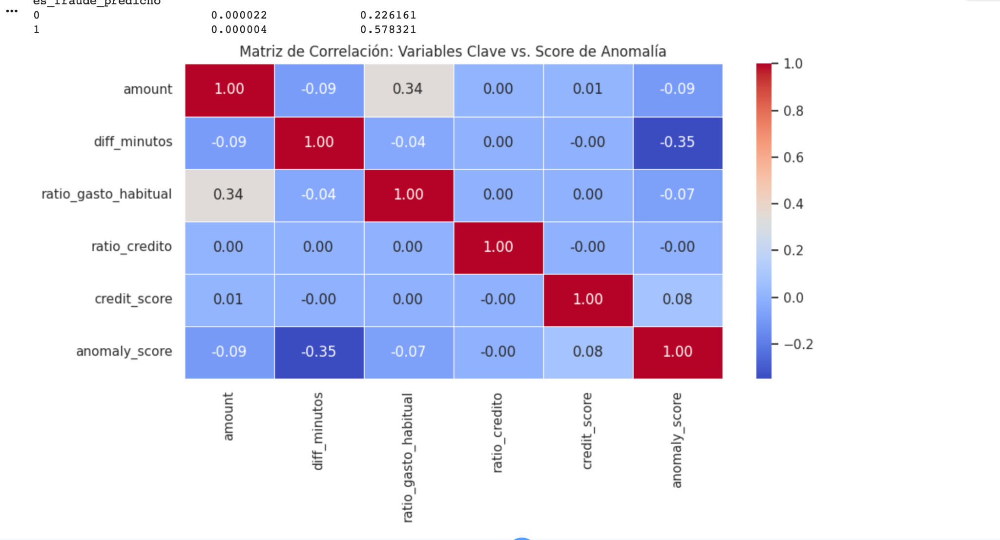 es_fraude_predicho
0 0.000022 0.226161
1 0.000004 0.578321
Matriz de Correlación: Variables Clave vs. Score de Anomalía
amount 1.00 -0.09 0.34 0.00 0.01 -0.09
diff_minutos -0.09 1.00 -0.04 0.00 -0.00 -0.35
ratio_gasto_habitual 0.34 -0.04 1.00 0.00 0.00 -0.07
ratio_credito 0.00 0.00 0.00 1.00 -0.00 -0.00
credit_score 0.01 -0.00 0.00 -0.00 1.00 0.08
anomaly_score -0.09 -0.35 -0.07 -0.00 0.08 1.00
amount
diff_minutos
ratio_gasto_habitual
ratio_credito
credit_score
anomaly_score
1.0
0.8
0.6
0.4
0.2
0.0
−0.2